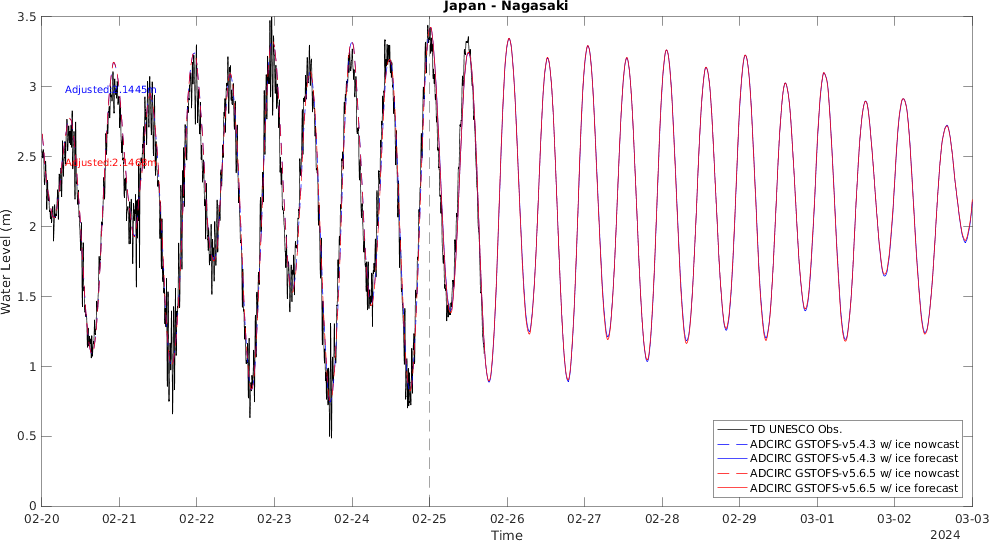 Japan - Nagasaki
3.5
3
2.5
2
1.5
1
0.5
0
Water Level (m)
Adjusted:2.1468m
TD UNESCO Obs.
ADCIRC GSTOFS-v5.4.3 w/ ice nowcast
ADCIRC GSTOFS-v5.4.3 w/ ice forecast
ADCIRC GSTOFS-v5.6.5 w/ ice nowcast
ADCIRC GSTOFS-v5.6.5 w/ ice forecast
02-20 02-21 02-22 02-23 02-24 02-25 02-26 02-27 02-28 02-29 03-01 03-02 03-03
Time
2024